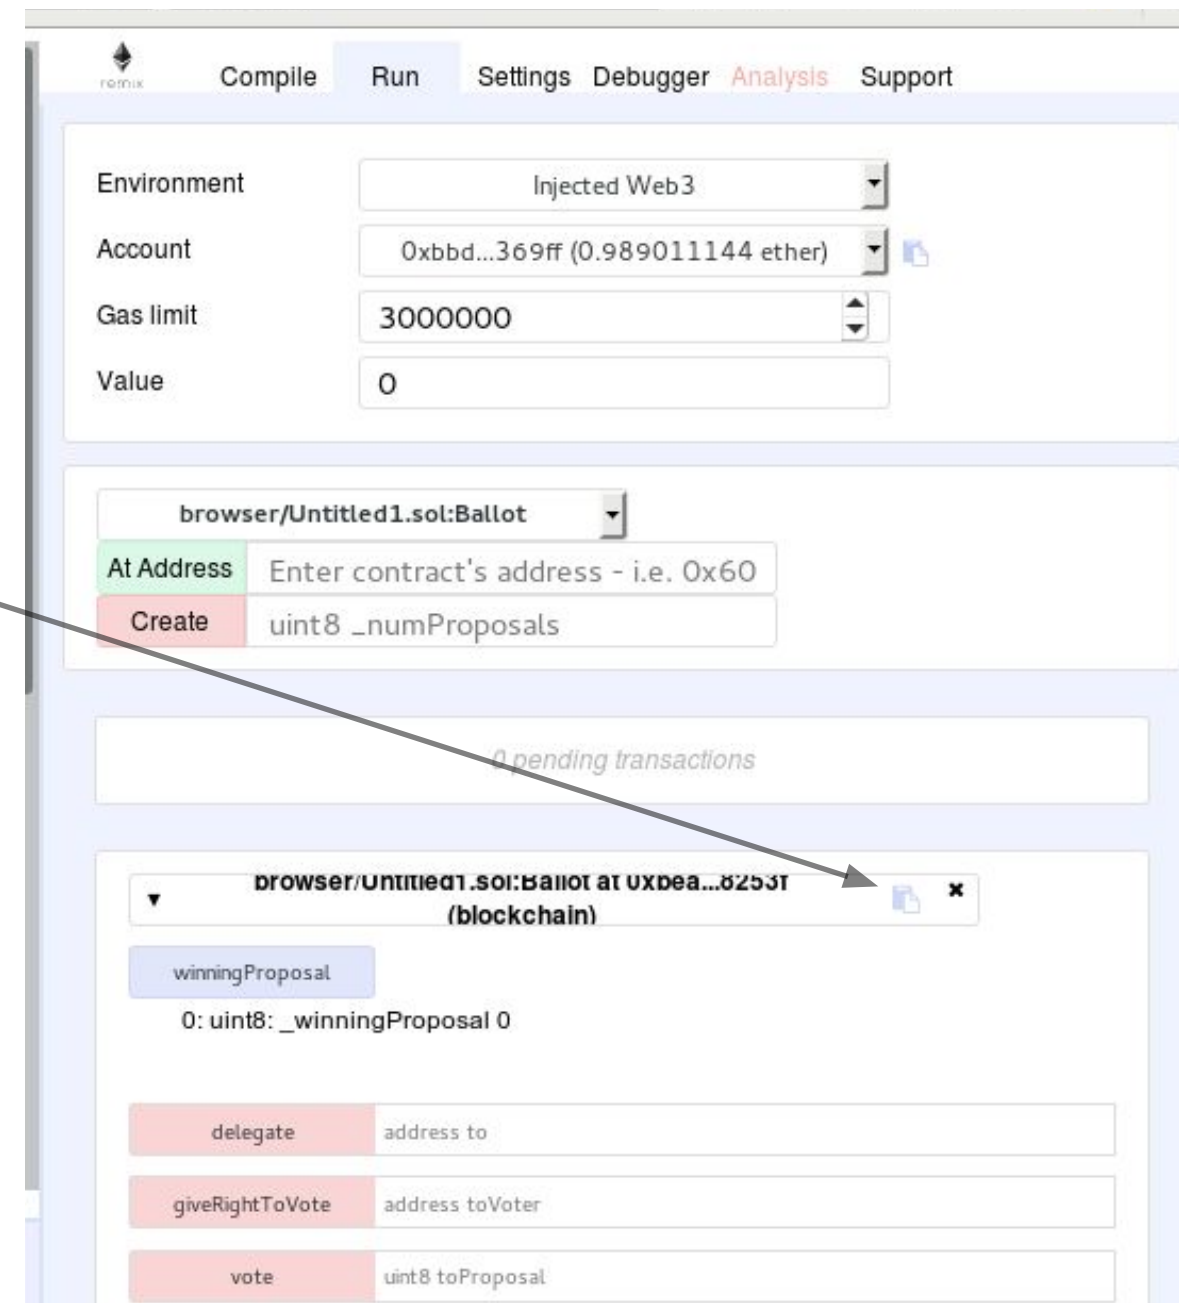 remix
Compile Run Settings Debugger Analysis Support
Environment Injected Web3
Account 0xbbd...369ff (0.989011144 ether)
Gas limit 3000000
Value 0
browser/Untitled1.sol:Ballot
At Address Enter contract's address - i.e. 0x60
Create uint8 _numProposals
0 pending transactions
browser/Untitled1.sol:Ballot at 0xbea...8253f
(blockchain)
winningProposal
0: uint8: _winningProposal 0
delegate address to
giveRightToVote address toVoter
vote uint8 toProposal